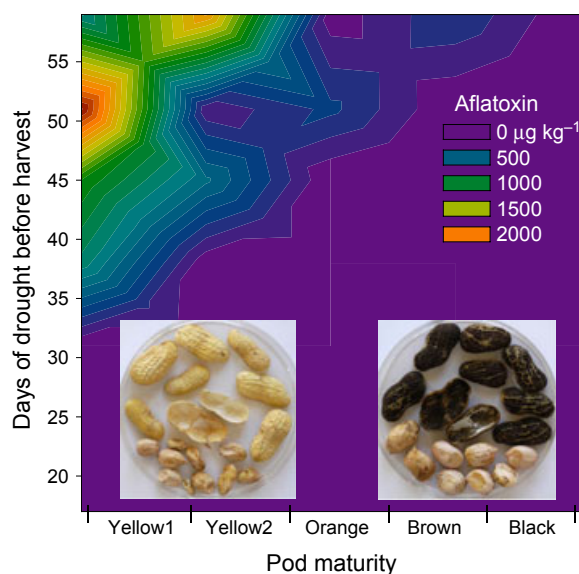 Days of drought before harvest
55
50
45
40
35
30
25
20
Aflatoxin
0 μg kg⁻¹
500
1000
1500
2000
Yellow1 Yellow2 Orange Brown Black
Pod maturity